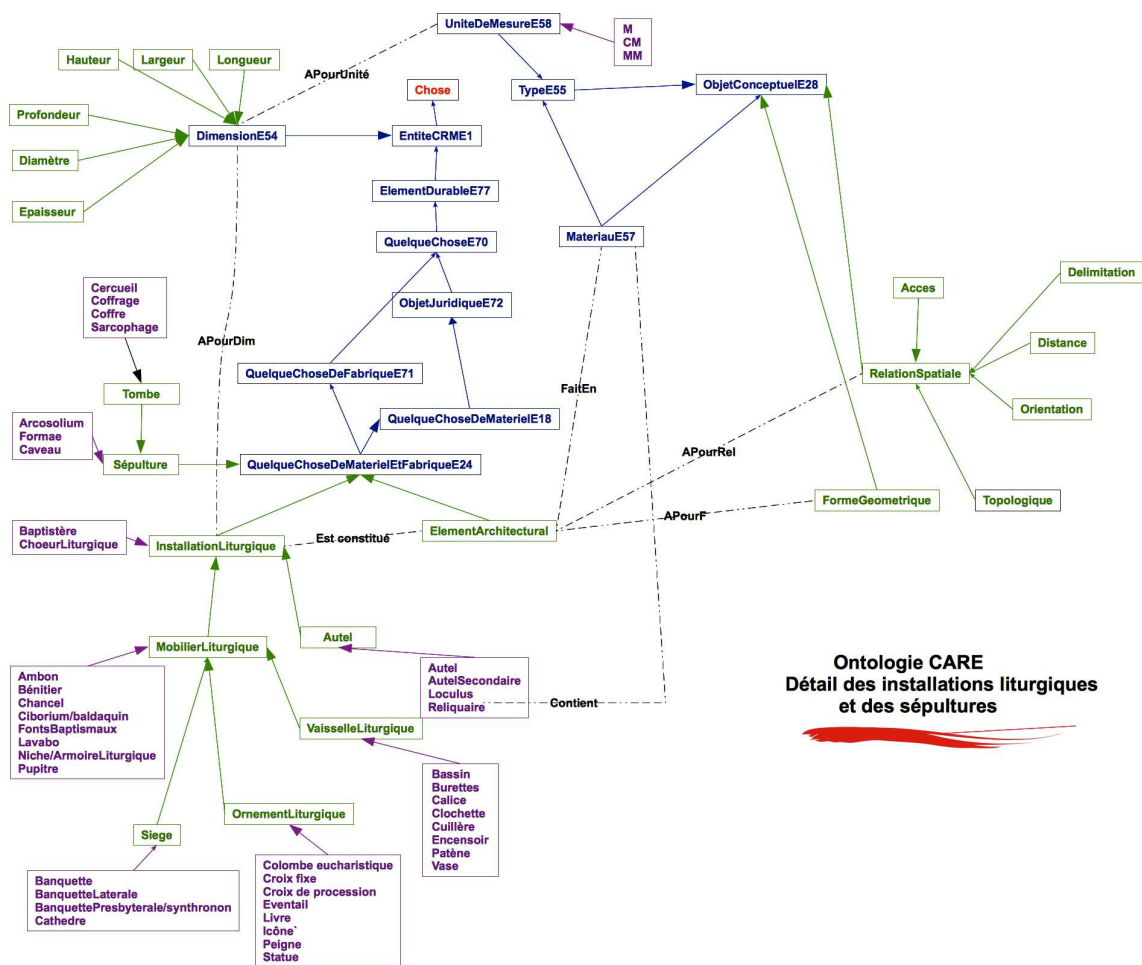 UniteDeMesureE58
M
CM
MM
Hauteur
Largeur
Longueur
APourUnité
Chose
TypeE55
ObjetConceptuelE28
Profondeur
DimensionE54
EntiteCRME1
Diamètre
ElementDurableE77
Epaisseur
QuelqueChoseE70
MateriauE57
Cercueil
Coffrage
Coffre
Sarcophage
Acces
Delimitation
ObjetJuridiqueE72
APourDim
Distance
QuelqueChoseDeFabriqueE71
FaitEn
RelationSpatiale
Tombe
Orientation
QuelqueChoseDeMaterielE18
Arcosolium
Formae
Caveau
Sépulture
QuelqueChoseDeMaterielEtFabriqueE24
APourRel
FormeGeometrique
Topologique
APourF
Baptistère
ChoeurLiturgique
InstallationLiturgique
Est constitué
ElementArchitectural
MobilierLiturgique
Autel
Ambon
Bénitier
Chancel
Ciborium/baldaquin
FontsBaptismaux
Lavabo
Niche/ArmoireLiturgique
Pupitre
Autel
AutelSecondaire
Loculus
Reliquaire
Contient
Ontologie CARE
Détail des installations liturgiques
et des sépultures
VaisselleLiturgique
Bassin
Burettes
Calice
Clochette
Cuillère
Encensoir
Patène
Vase
OrnementLiturgique
Siege
Banquette
BanquetteLaterale
BanquettePresbyterale/synthronon
Cathedre
Colombe eucharistique
Croix fixe
Croix de procession
Eventail
Livre
Icône`
Peigne
Statue